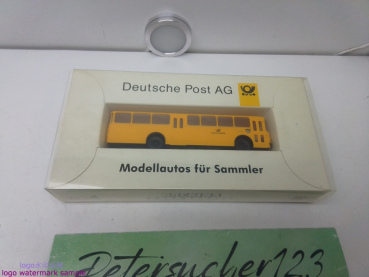 Deutsche Post AG
Modellautos für Sammler
logo watermark sample
Petersucher123